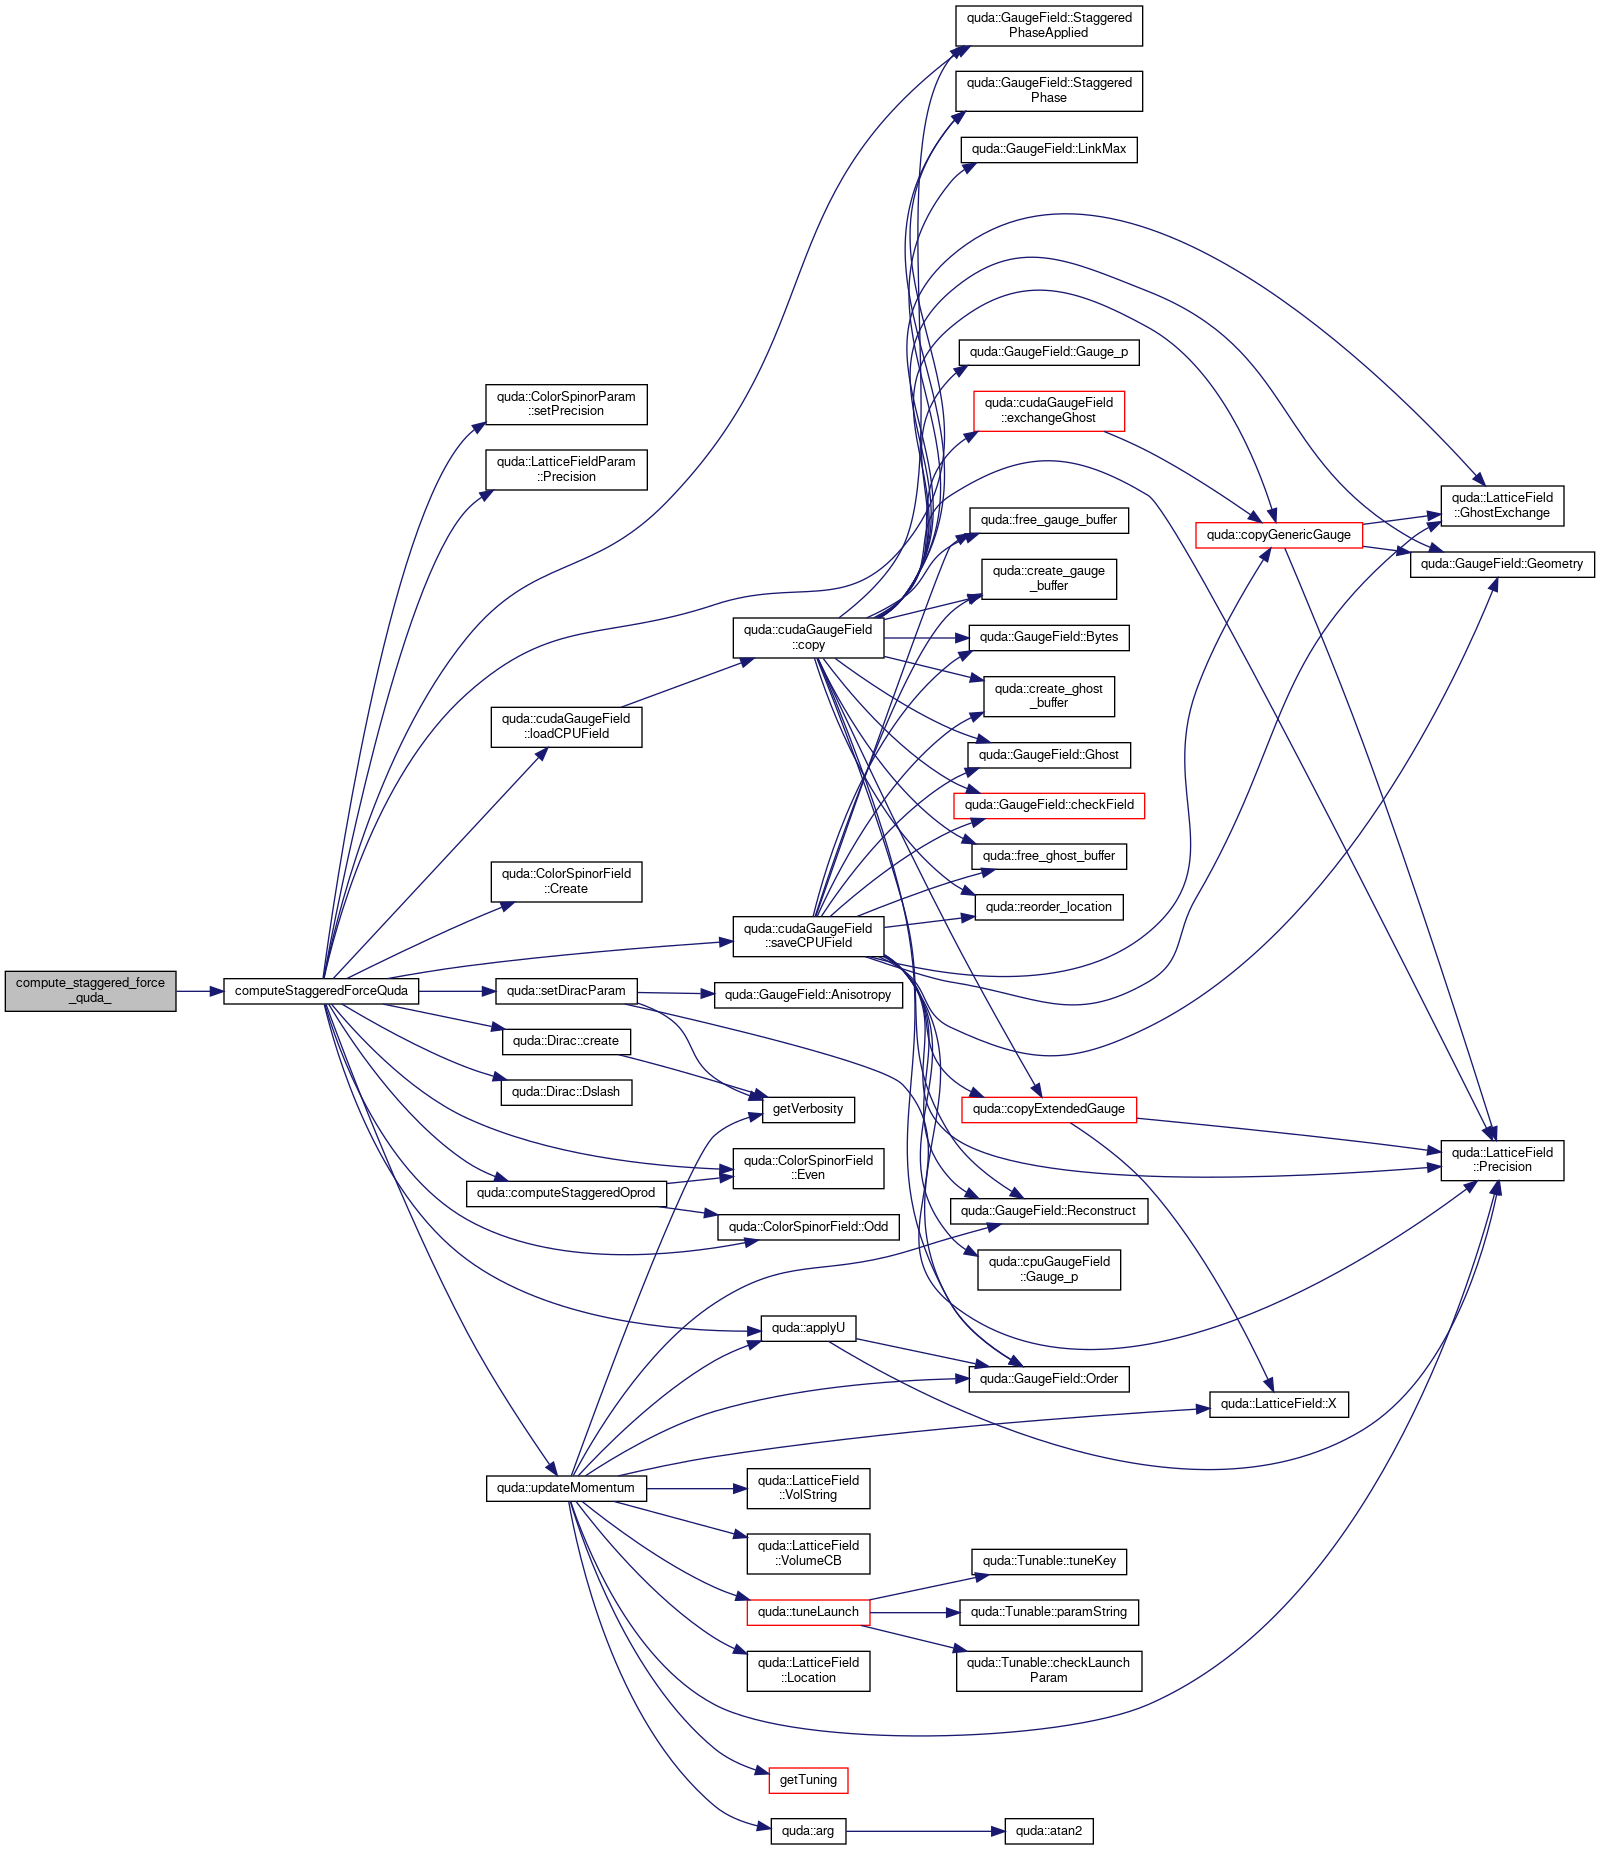 quda::GaugeField::Staggered
PhaseApplied
quda::GaugeField::Staggered
Phase
quda::GaugeField::LinkMax
quda::GaugeField::Gauge_p
quda::ColorSpinorParam
::setPrecision
quda::cudaGaugeField
::exchangeGhost
quda::LatticeFieldParam
::Precision
quda::LatticeField
::GhostExchange
quda::free_gauge_buffer
quda::copyGenericGauge
quda::GaugeField::Geometry
quda::create_gauge
_buffer
quda::cudaGaugeField
::copy
quda::GaugeField::Bytes
quda::create_ghost
_buffer
quda::cudaGaugeField
::loadCPUField
quda::GaugeField::Ghost
quda::GaugeField::checkField
quda::free_ghost_buffer
quda::ColorSpinorField
::Create
quda::reorder_location
quda::cudaGaugeField
::saveCPUField
compute_staggered_force
_quda_
computeStaggeredForceQuda
quda::setDiracParam
quda::GaugeField::Anisotropy
quda::Dirac::create
quda::Dirac::Dslash
getVerbosity
quda::copyExtendedGauge
quda::LatticeField
::Precision
quda::ColorSpinorField
::Even
quda::computeStaggeredOprod
quda::GaugeField::Reconstruct
quda::ColorSpinorField::Odd
quda::cpuGaugeField
::Gauge_p
quda::applyU
quda::GaugeField::Order
quda::LatticeField::X
quda::updateMomentum
quda::LatticeField
::VolString
quda::LatticeField
::VolumeCB
quda::Tunable::tuneKey
quda::tuneLaunch
quda::Tunable::paramString
quda::LatticeField
::Location
quda::Tunable::checkLaunch
Param
getTuning
quda::arg
quda::atan2